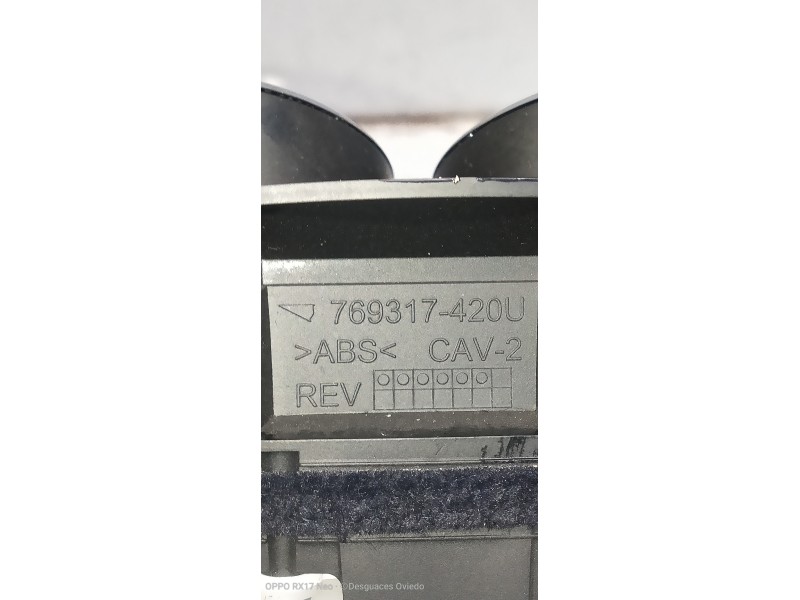 769317-420U
>ABS< CAV-2
REV
OPPO RX17 Neo · ©Desguaces Oviedo